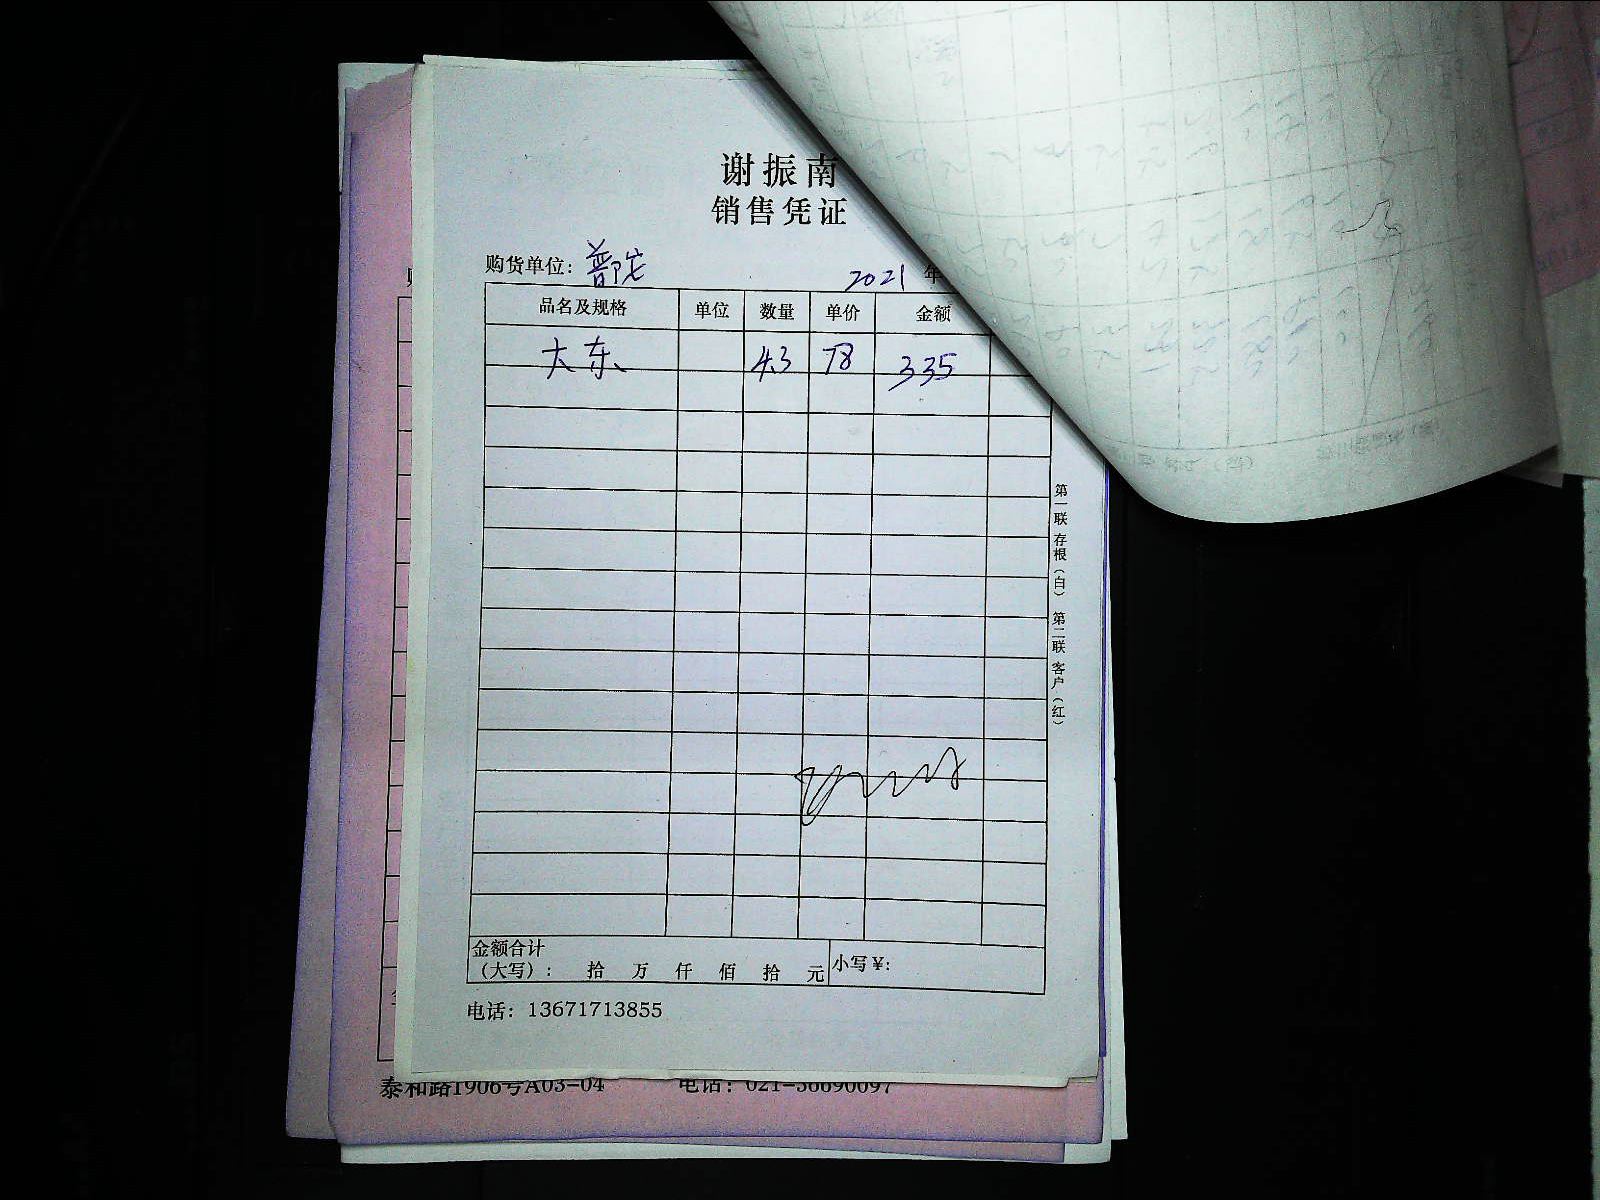 谢振南
销售凭证
购货单位：普陀 2021 年
品名及规格 单位 数量 单价 金额
大东 4.3 78 335
第一联 存根（白） 第二联 客户（红）
金额合计
（大写）： 拾 万 仟 佰 拾 元 小写￥：
电话：13671713855
泰和路1906号A03-04 电话：021-56690097